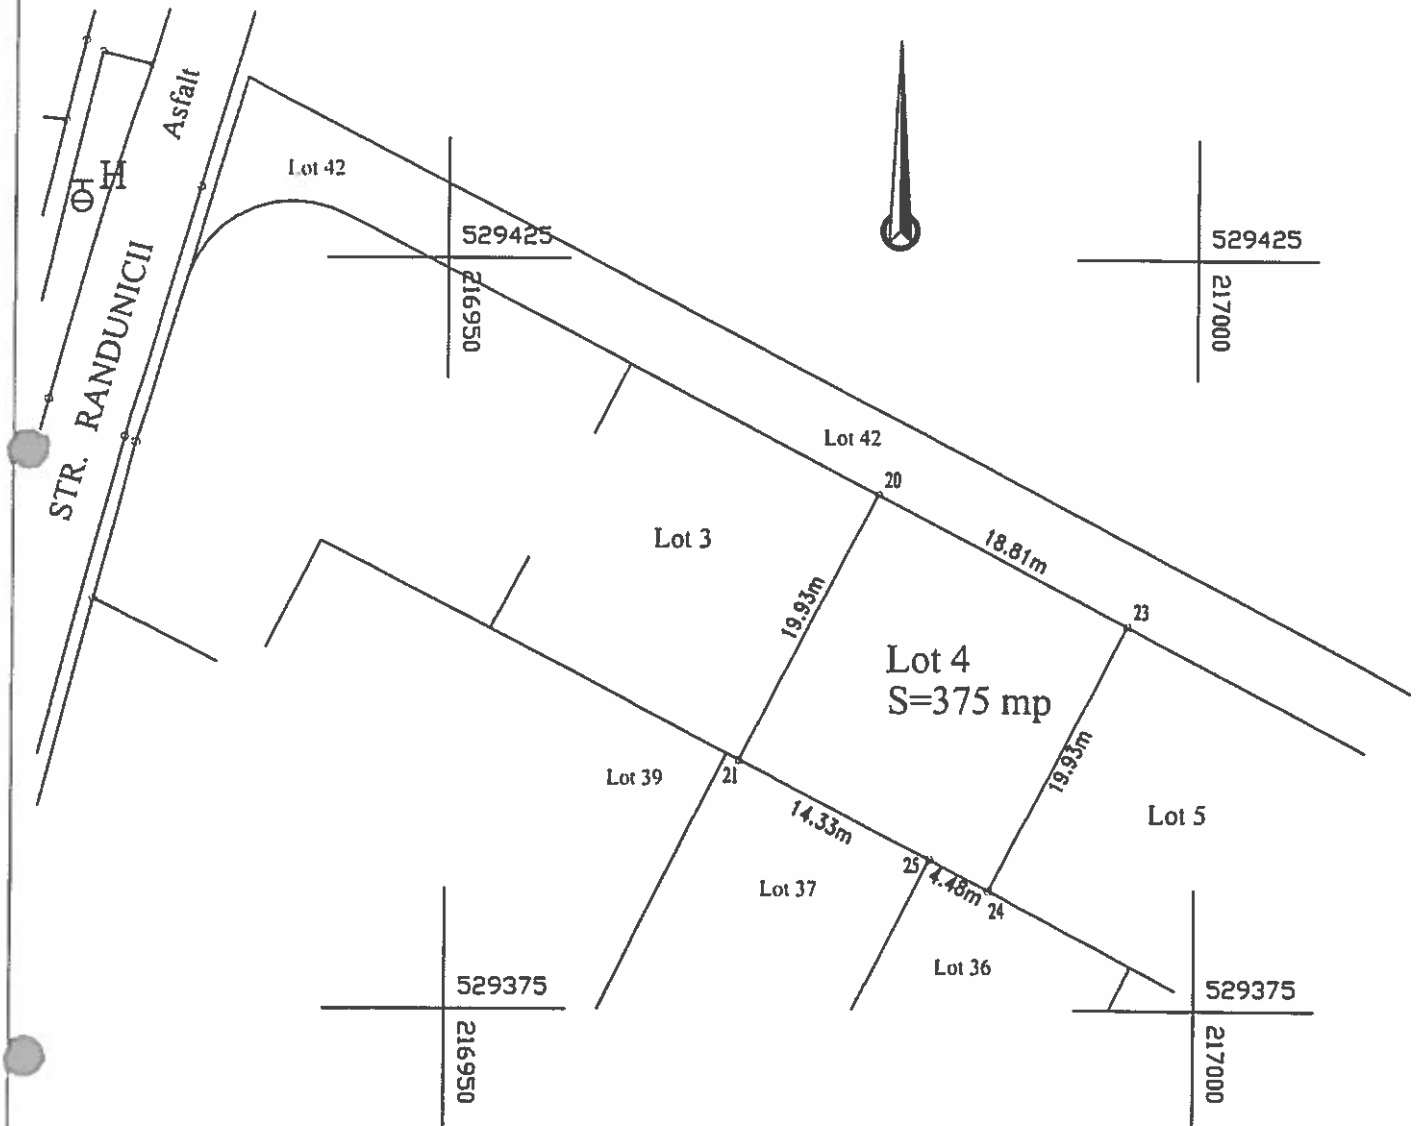 Asfalt
Lot 42
H
529425
216950
529425
217000
STR. RANDUNICII
Lot 42
20
18.81m
Lot 3
19.93m
23
Lot 4
S=375 mp
19.93m
21
Lot 39
14.33m
Lot 5
25
4.48m
24
Lot 37
Lot 36
529375
216950
529375
217000